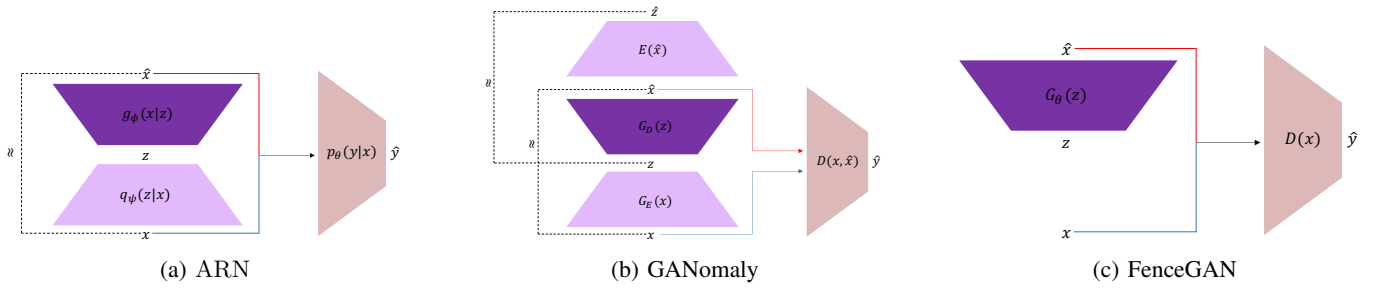 x̂
g_ϕ(x|z)
≈
z
p_θ(y|x)
ŷ
q_ψ(z|x)
x
(a) ARN
ẑ
E(x̂)
≈
x̂
G_D(z)
≈
z
D(x, x̂)
ŷ
G_E(x)
x
(b) GANomaly
x̂
G_θ(z)
z
D(x)
ŷ
x
(c) FenceGAN